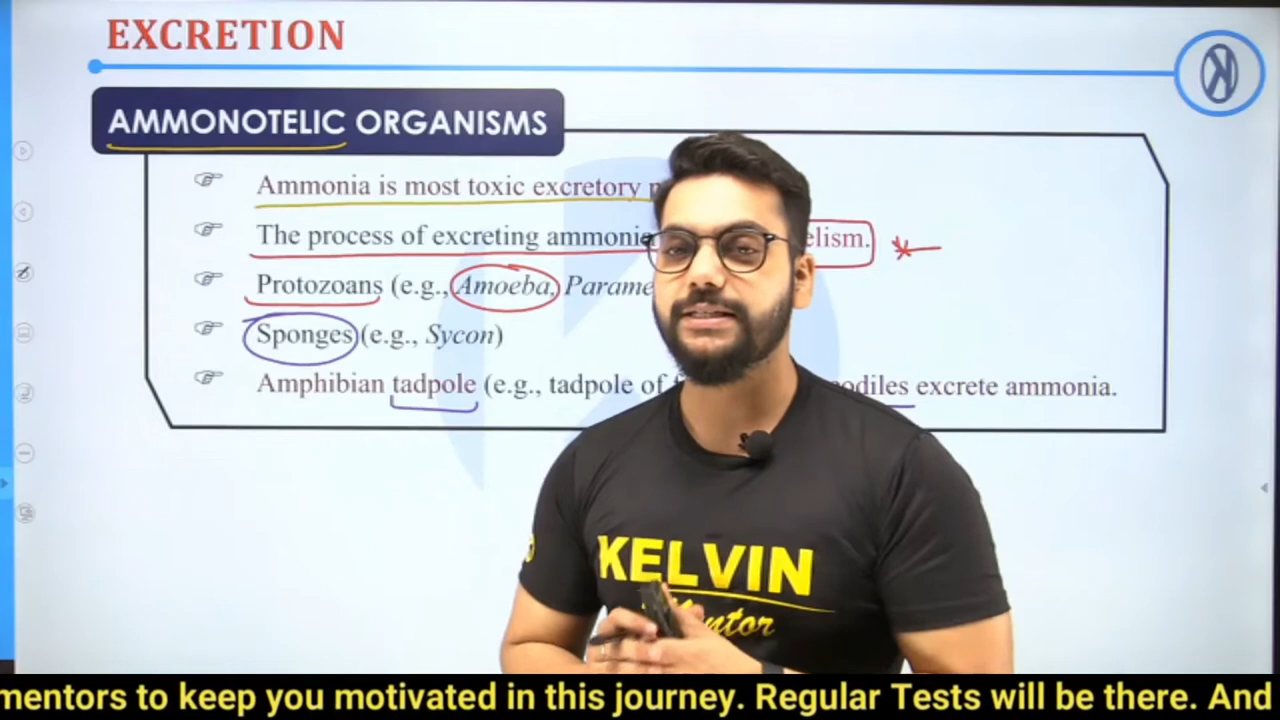 EXCRETION
AMMONOTELIC ORGANISMS
Ammonia is most toxic excretory
The process of excreting ammonia elism.
Protozoans (e.g., Amoeba, Parame
Sponges (e.g., Sycon)
Amphibian tadpole (e.g., tadpole of odiles excrete ammonia.
KELVIN
Mentor
mentors to keep you motivated in this journey. Regular Tests will be there. And